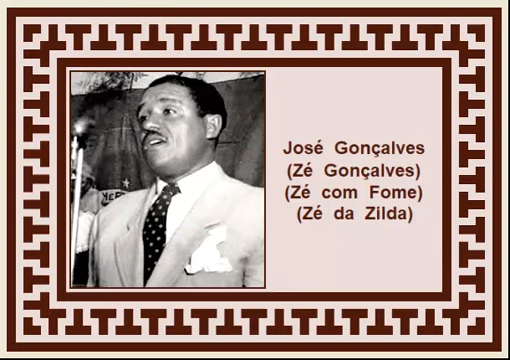 José Gonçalves
(Zé Gonçalves)
(Zé com Fome)
(Zé da Zilda)